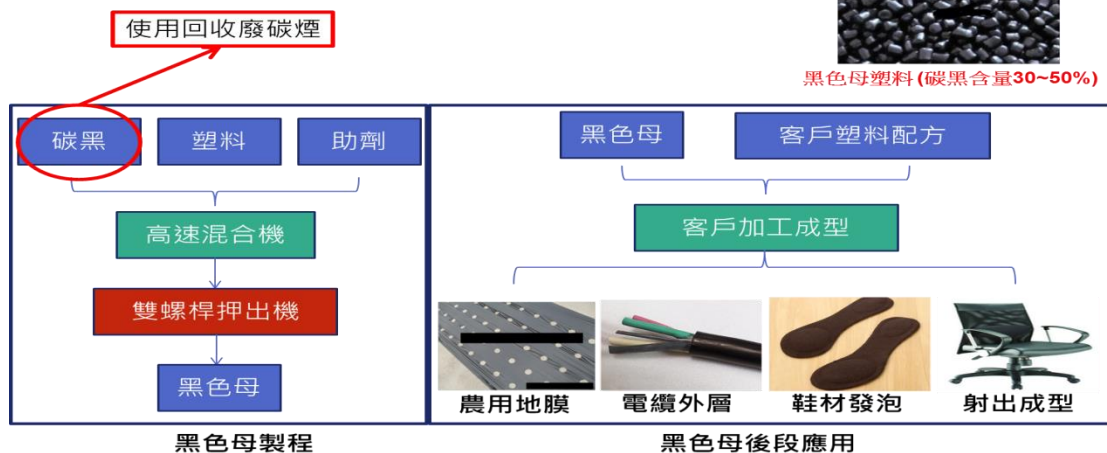 使用回收廢碳煙
黑色母塑料(碳黑含量30~50%)
碳黑
塑料
助劑
高速混合機
雙螺桿押出機
黑色母
黑色母製程
黑色母
客戶塑料配方
客戶加工成型
農用地膜
電纜外層
鞋材發泡
射出成型
黑色母後段應用